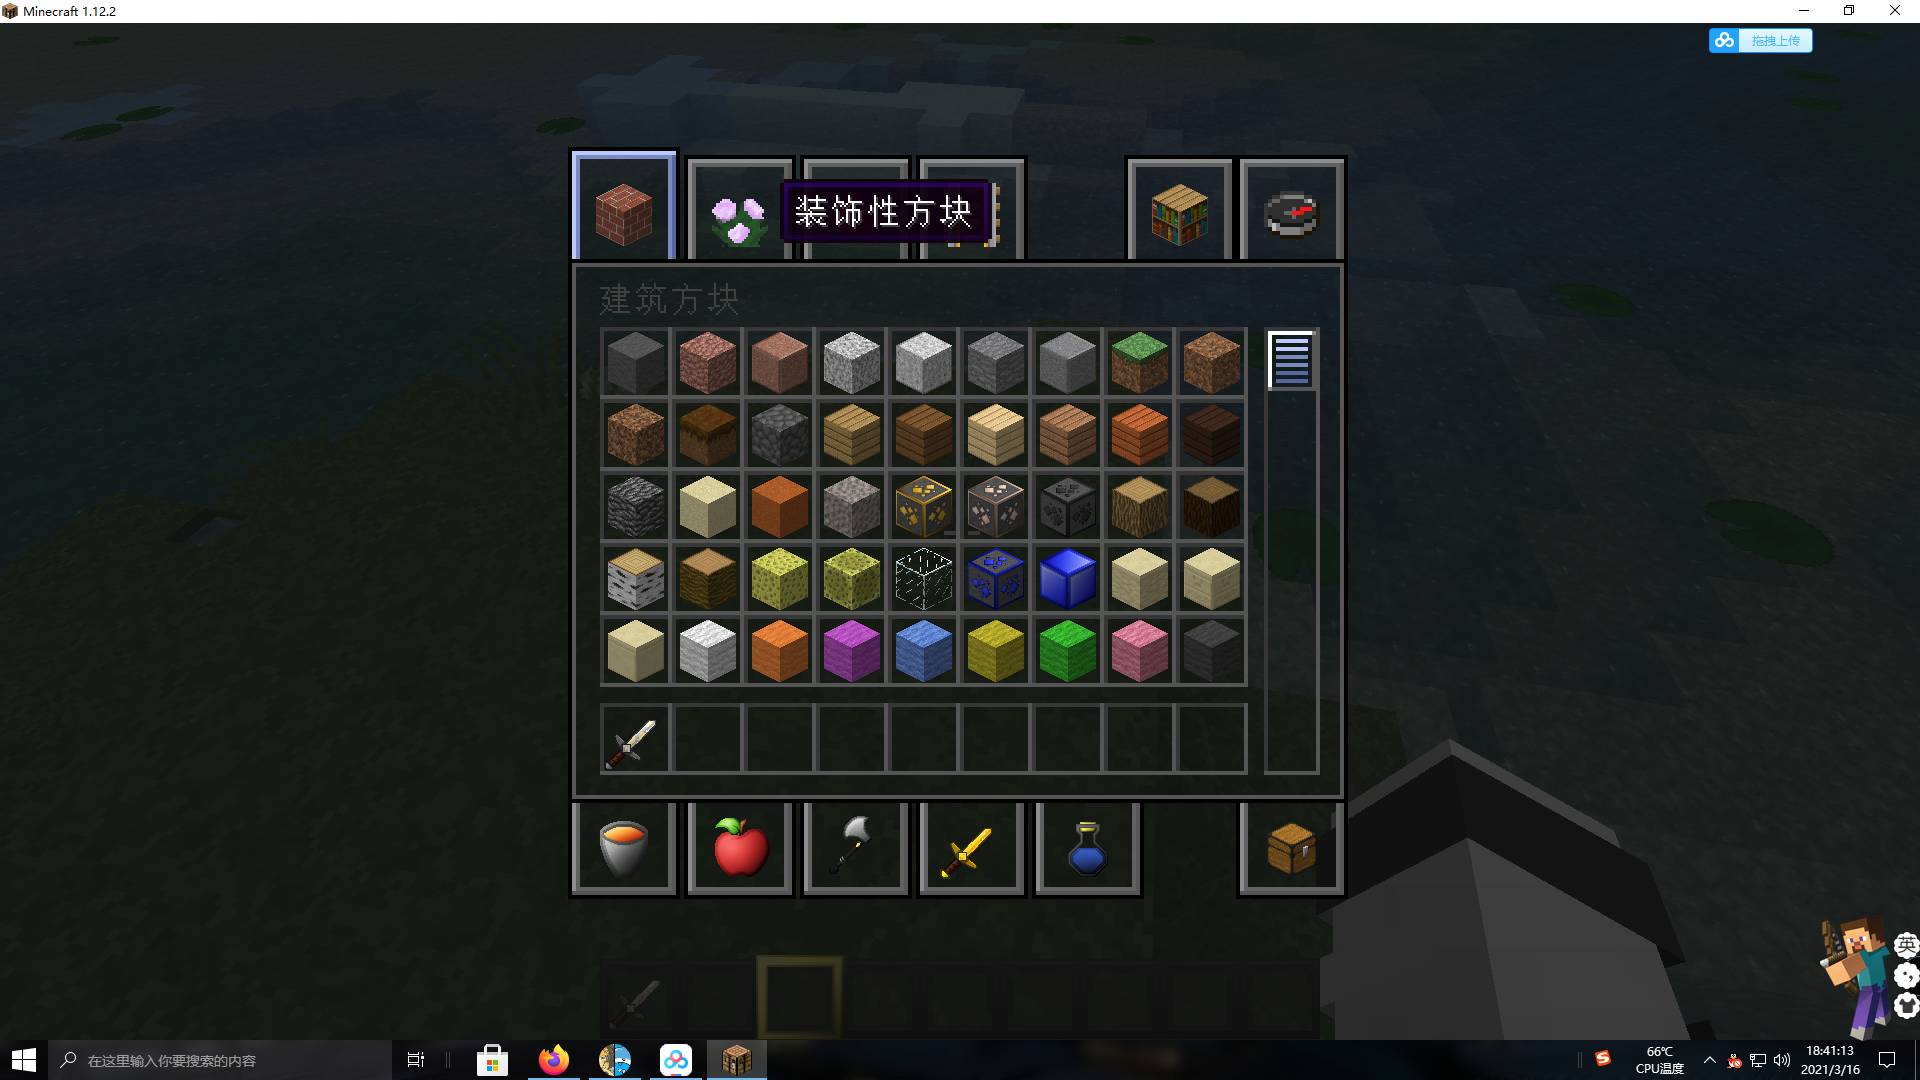 Minecraft 1.12.2
拖拽上传
装饰性方块
建筑方块
英
在这里输入你要搜索的内容
66℃
CPU温度
18:41:13
2021/3/16